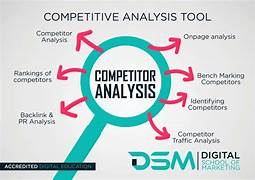 COMPETITIVE ANALYSIS TOOL
Competitor
Analysis
Onpage analysis
Rankings of
competitors
COMPETITOR
ANALYSIS
Bench Marking
Competitors
Identifying
Competitors
Backlink &
PR Analysis
Competitor
Traffic Analysis
ACCREDITED DIGITAL EDUCATION
DSM
DIGITAL
SCHOOL OF
MARKETING